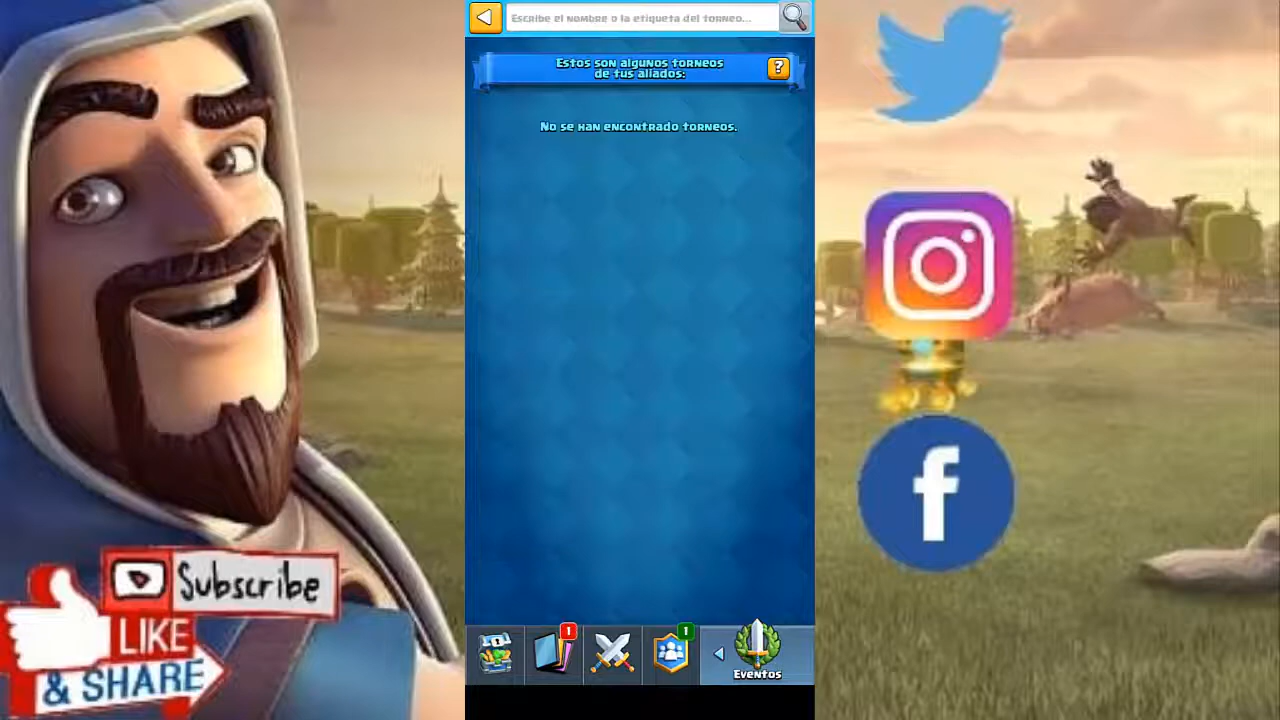 Escribe el nombre o la etiqueta del torneo...
Estos son algunos torneos
de tus aliados:
?
No se han encontrado torneos.
Subscribe
LIKE
& SHARE
1
1
Eventos
f